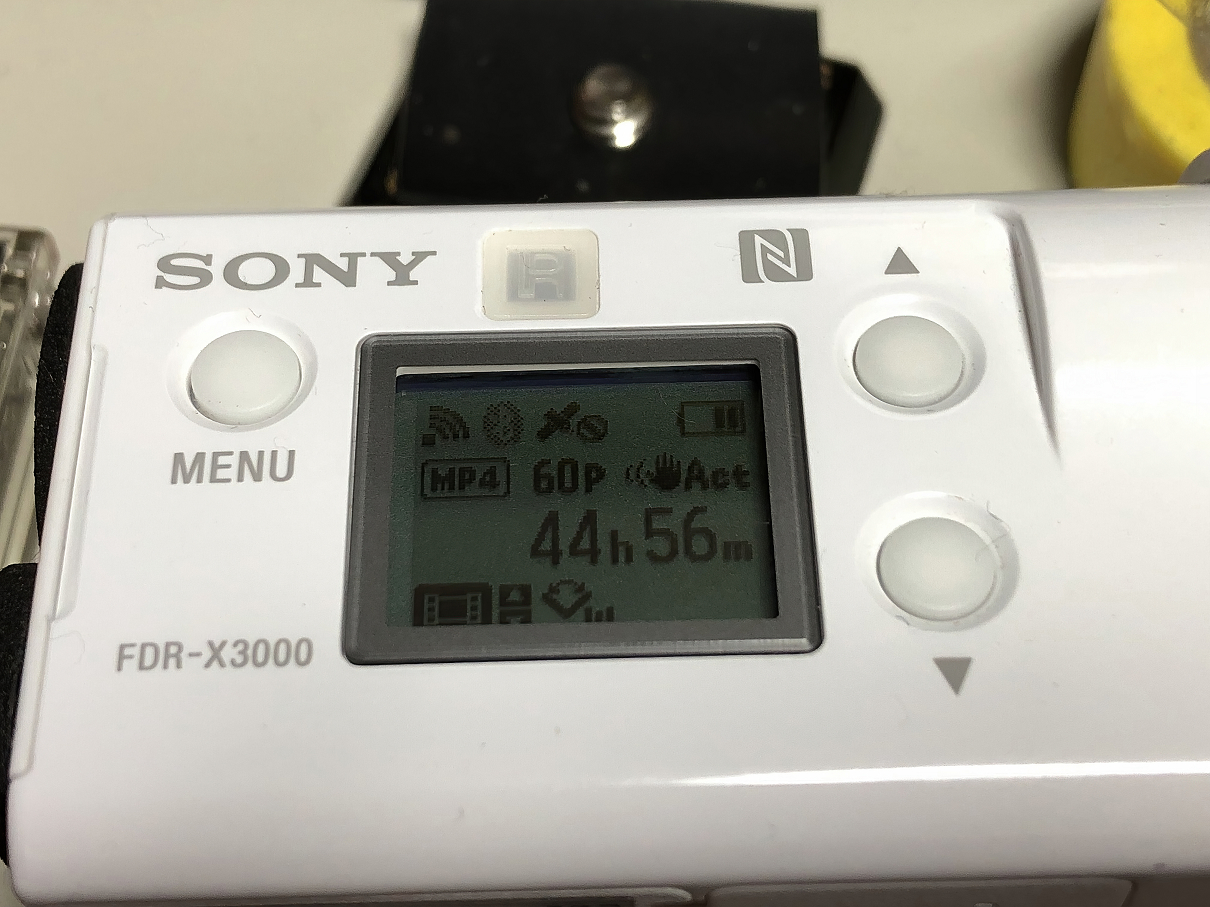 SONY
R
MENU
MP4 60P Act
44h56m
FDR-X3000